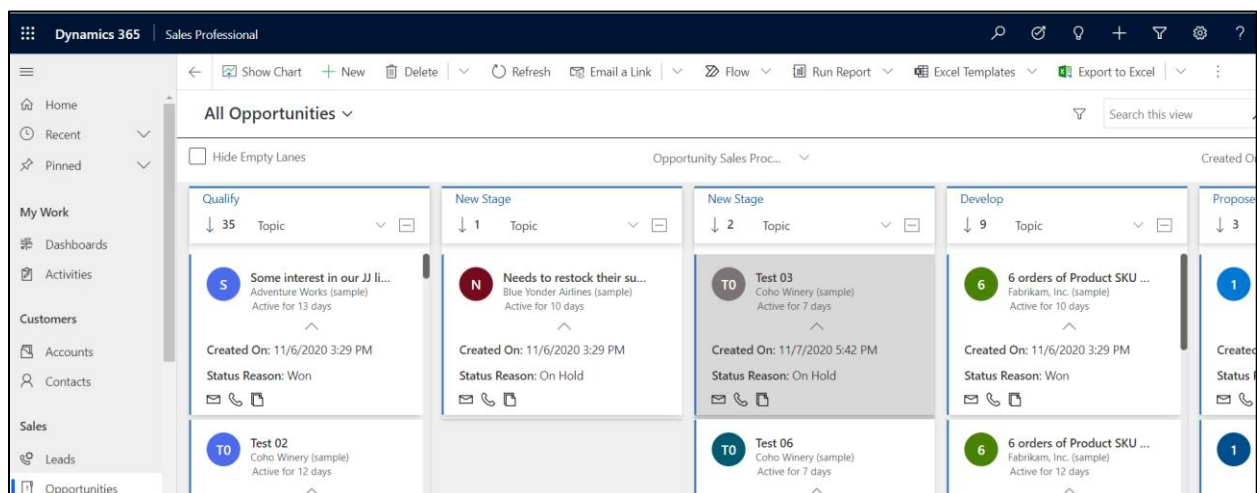 Dynamics 365 Sales Professional
Show Chart New Delete Refresh Email a Link Flow Run Report Excel Templates Export to Excel
Home
Recent
Pinned
My Work
Dashboards
Activities
Customers
Accounts
Contacts
Sales
Leads
Opportunities
All Opportunities
Search this view
Hide Empty Lanes
Opportunity Sales Proc...
Created O
Qualify
35 Topic
S
Some interest in our JJ li...
Adventure Works (sample)
Active for 13 days
Created On: 11/6/2020 3:29 PM
Status Reason: Won
T0
Test 02
Coho Winery (sample)
Active for 12 days
New Stage
1 Topic
N
Needs to restock their su...
Blue Yonder Airlines (sample)
Active for 10 days
Created On: 11/6/2020 3:29 PM
Status Reason: On Hold
New Stage
2 Topic
T0
Test 03
Coho Winery (sample)
Active for 7 days
Created On: 11/7/2020 5:42 PM
Status Reason: On Hold
T0
Test 06
Coho Winery (sample)
Active for 7 days
Develop
9 Topic
6
6 orders of Product SKU ...
Fabrikam, Inc. (sample)
Active for 10 days
Created On: 11/6/2020 3:29 PM
Status Reason: Won
6
6 orders of Product SKU ...
Fabrikam, Inc. (sample)
Active for 12 days
Propose
3
1
Created
Status
1